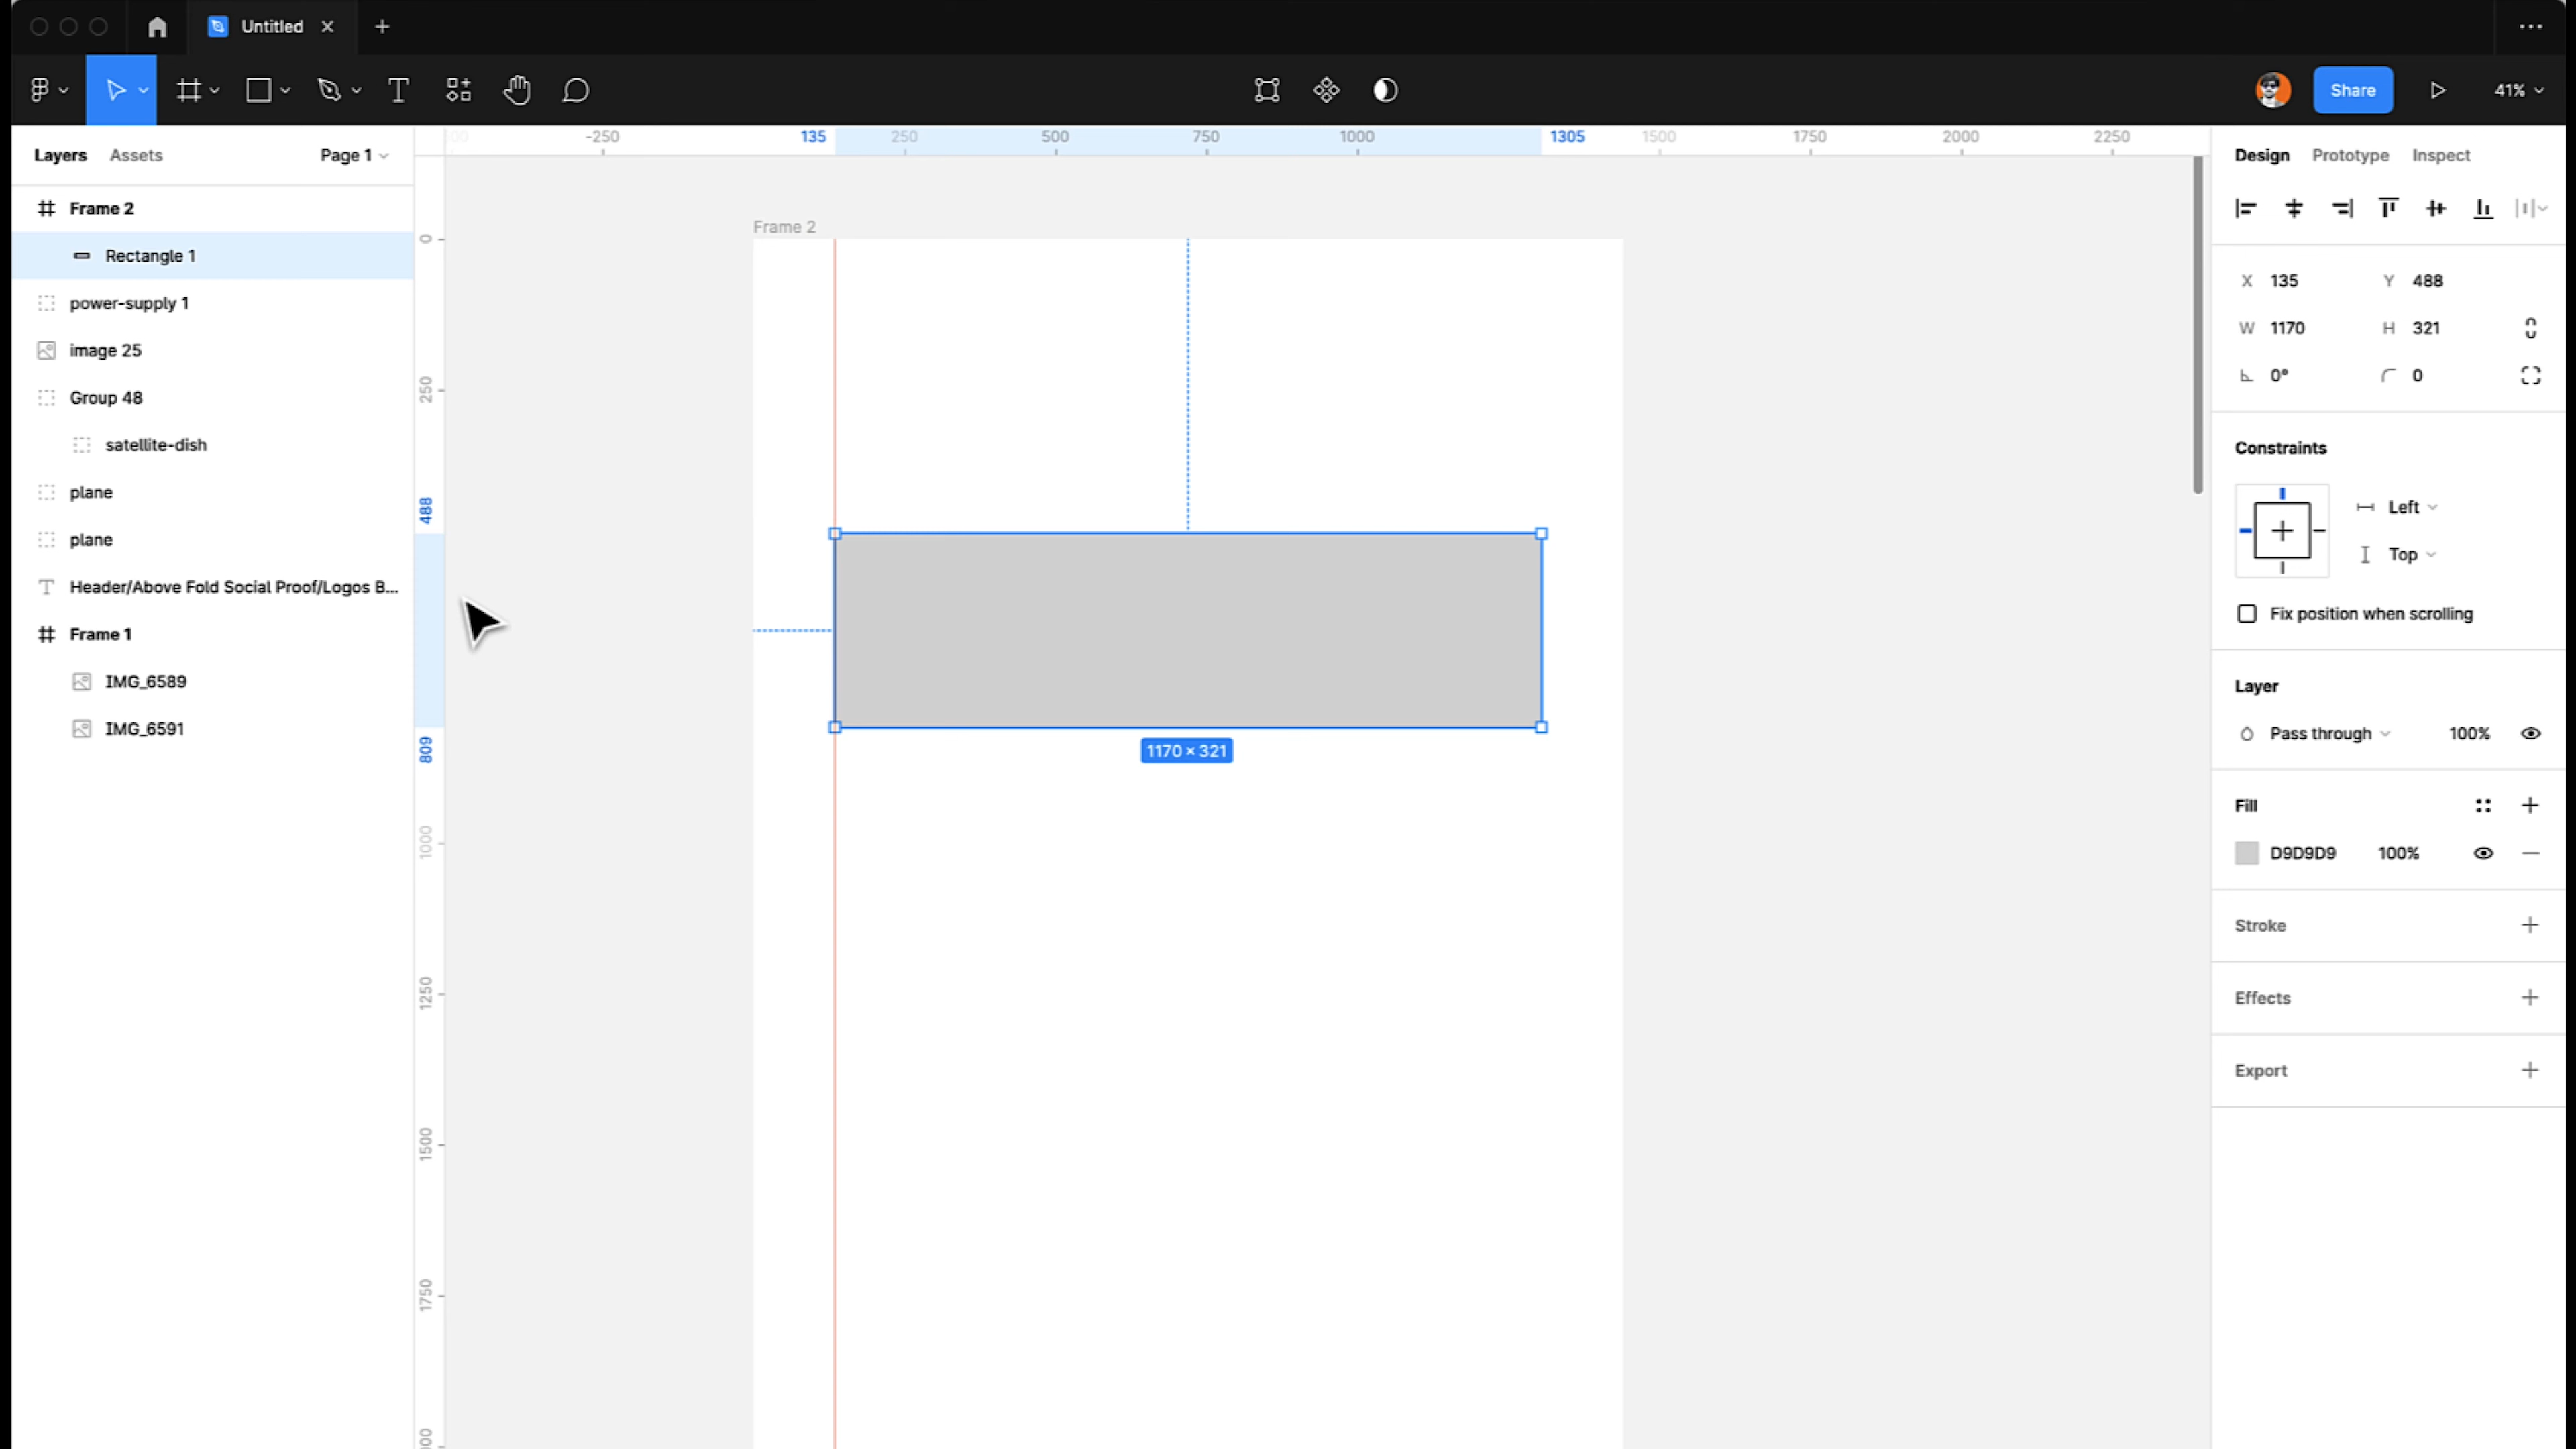 Untitled
Share
41%
Layers Assets Page 1
-250 135 250 500 750 1000 1305 1500 1750 2000 2250
Design Prototype Inspect
Frame 2
Rectangle 1
power-supply 1
image 25
Group 48
satellite-dish
plane
plane
Header/Above Fold Social Proof/Logos B...
Frame 1
IMG_6589
IMG_6591
0
250
488
809
1000
1250
1500
1750
Frame 2
1170 × 321
X 135 Y 488
W 1170 H 321
0° 0
Constraints
Left
Top
Fix position when scrolling
Layer
Pass through 100%
Fill
D9D9D9 100%
Stroke
Effects
Export